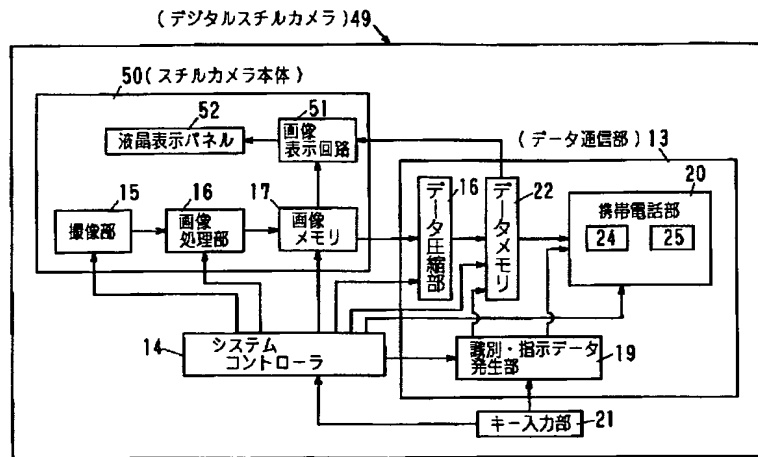 (デジタルスチルカメラ)49
50(スチルカメラ本体)
52
51
液晶表示パネル
画像
表示回路
(データ通信部)13
15
16
17
16
22
20
撮像部
画像
処理部
画像
メモリ
データ圧縮部
データメモリ
携帯電話部
24
25
14
システム
コントローラ
識別・指示データ
発生部
19
キー入力部
21